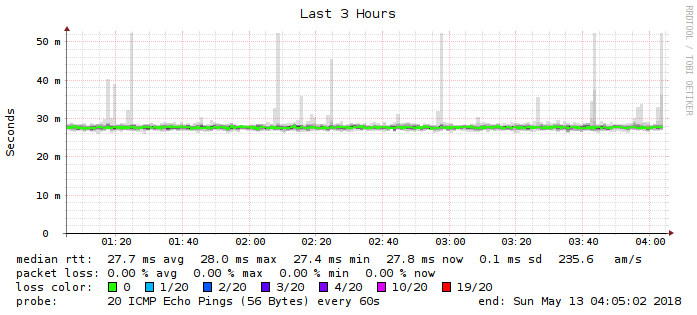 Last 3 Hours
RRDTOOL / TOBI OETIKER
Seconds
50 m
40 m
30 m
20 m
10 m
0
01:20 01:40 02:00 02:20 02:40 03:00 03:20 03:40 04:00
median rtt: 27.7 ms avg 28.0 ms max 27.4 ms min 27.8 ms now 0.1 ms sd 235.6 am/s
packet loss: 0.00 % avg 0.00 % max 0.00 % min 0.00 % now
loss color: 0 1/20 2/20 3/20 4/20 10/20 19/20
probe: 20 ICMP Echo Pings (56 Bytes) every 60s end: Sun May 13 04:05:02 2018